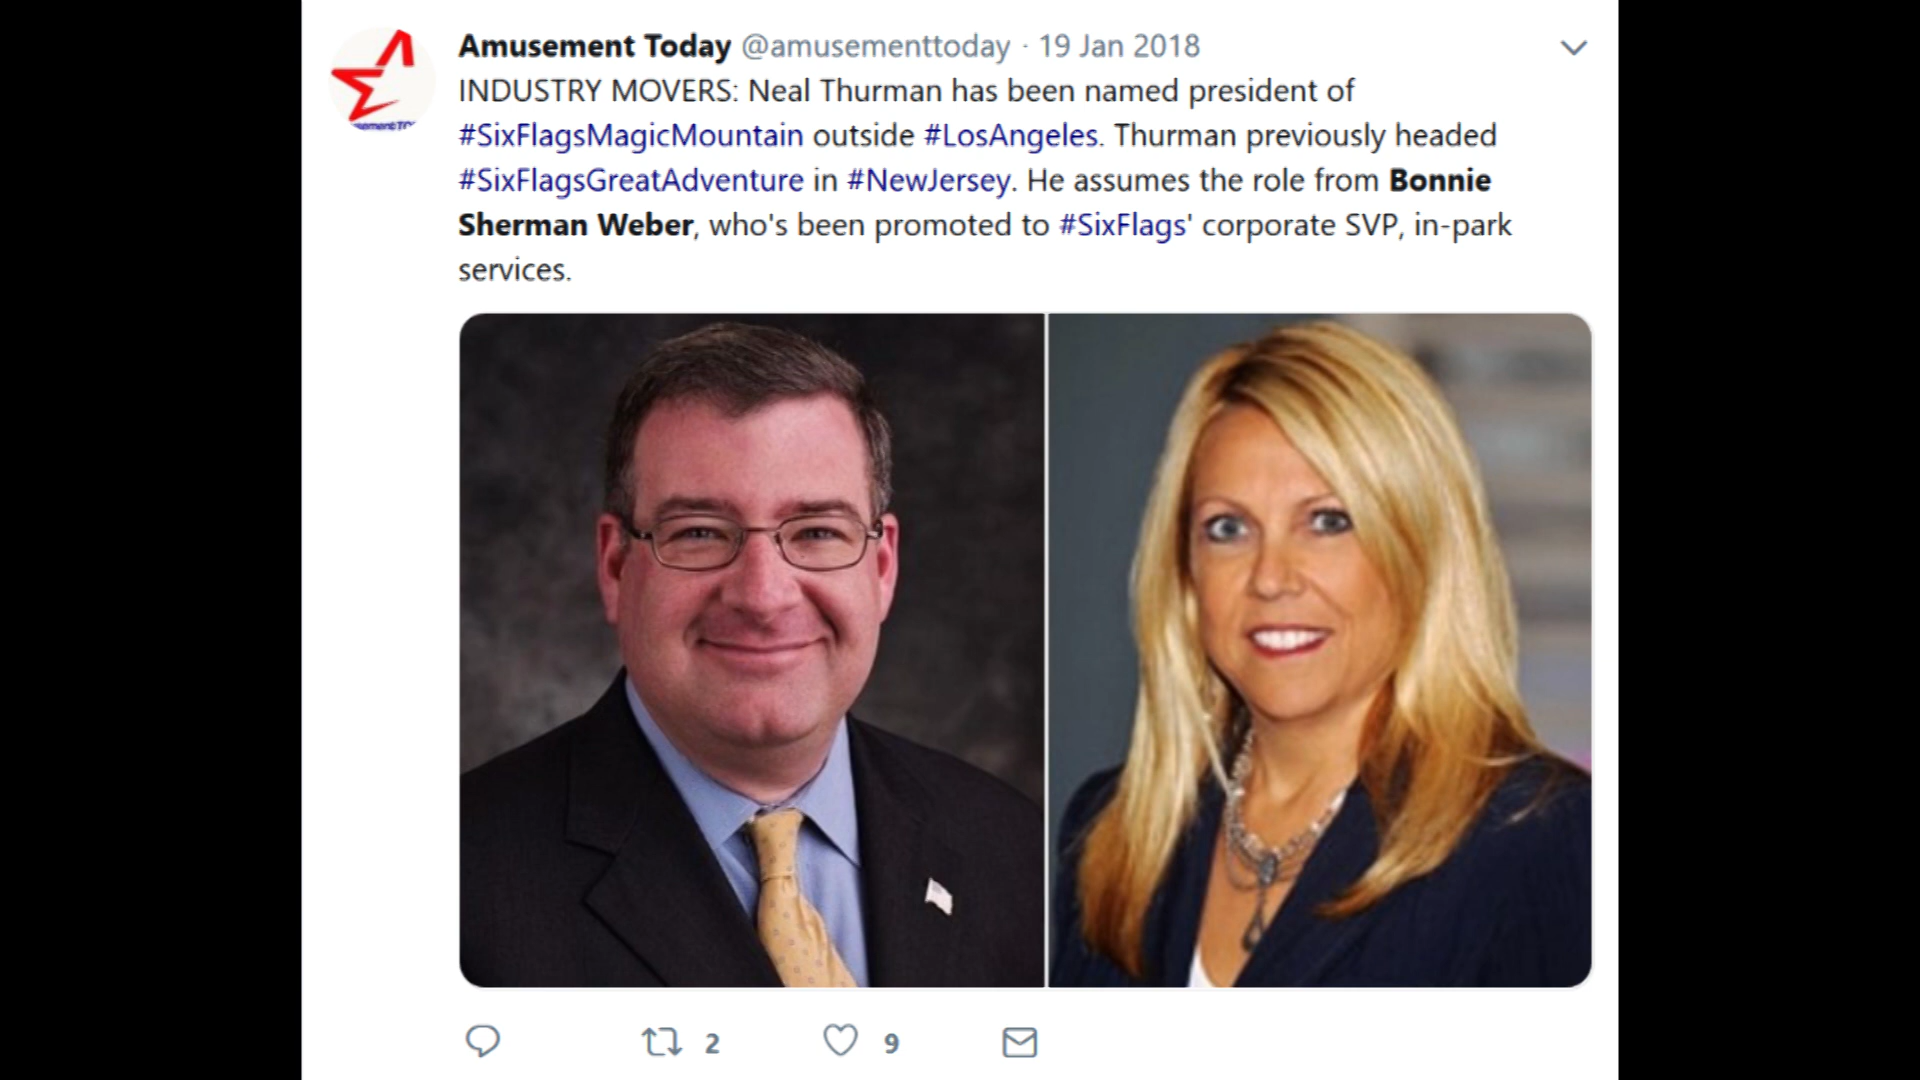 Amusement Today @amusementtoday · 19 Jan 2018
INDUSTRY MOVERS: Neal Thurman has been named president of
#SixFlagsMagicMountain outside #LosAngeles. Thurman previously headed
#SixFlagsGreatAdventure in #NewJersey. He assumes the role from Bonnie
Sherman Weber, who's been promoted to #SixFlags' corporate SVP, in-park
services.
2 9